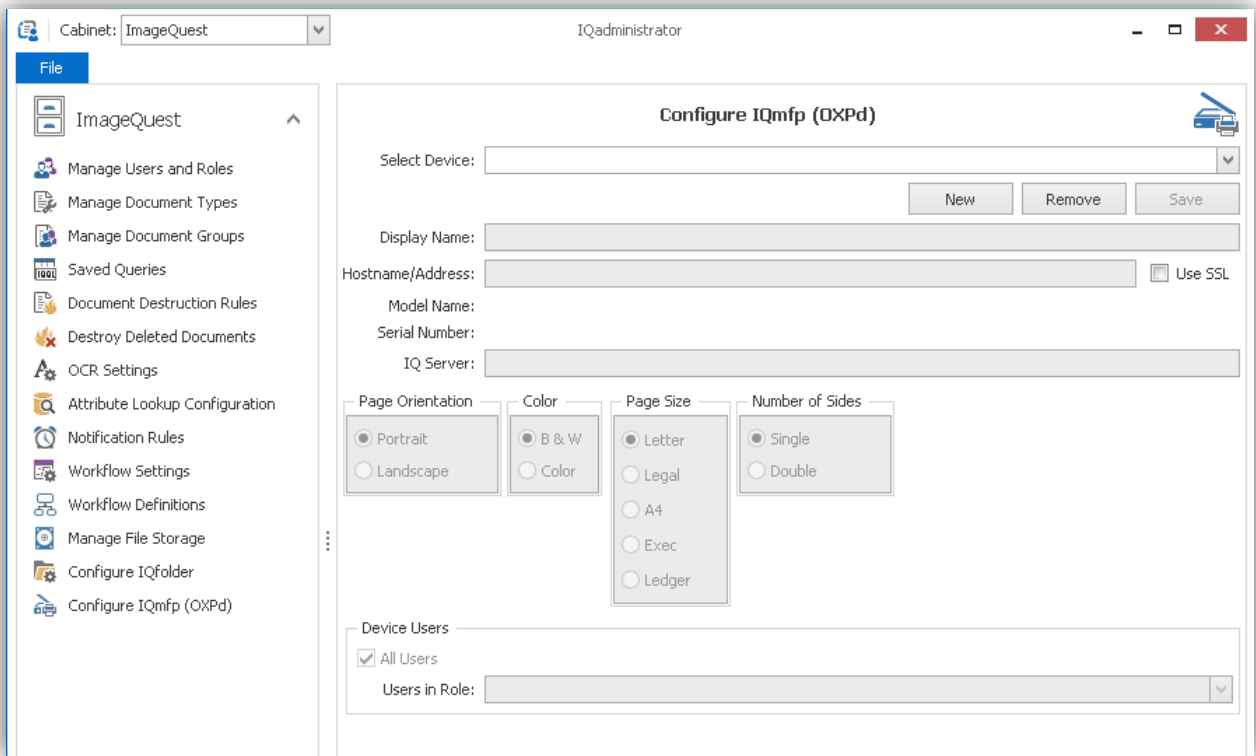 Cabinet: ImageQuest IQadministrator
File
ImageQuest
Manage Users and Roles
Manage Document Types
Manage Document Groups
Saved Queries
Document Destruction Rules
Destroy Deleted Documents
OCR Settings
Attribute Lookup Configuration
Notification Rules
Workflow Settings
Workflow Definitions
Manage File Storage
Configure IQfolder
Configure IQmfp (OXPd)
Configure IQmfp (OXPd)
Select Device:
New Remove Save
Display Name:
Hostname/Address: Use SSL
Model Name:
Serial Number:
IQ Server:
Page Orientation Color Page Size Number of Sides
Portrait B & W Letter Single
Landscape Color Legal Double
A4
Exec
Ledger
Device Users
All Users
Users in Role: